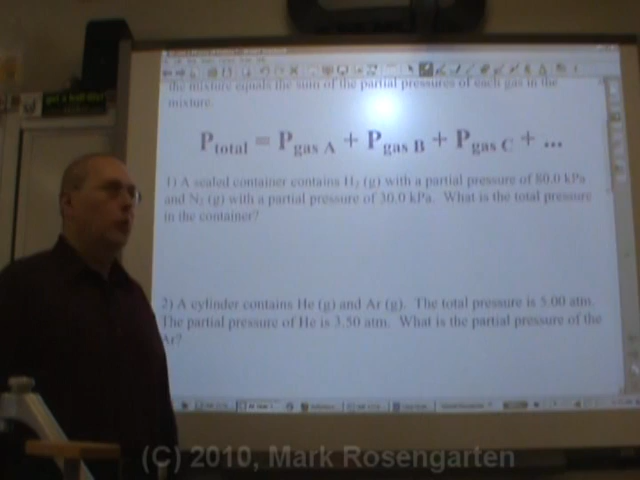 the mixture equals the sum of the partial pressures of each gas in the
mixture.
Ptotal = Pgas A + Pgas B + Pgas C + ...
1) A sealed container contains H2 (g) with a partial pressure of 80.0 kPa
and N2 (g) with a partial pressure of 30.0 kPa. What is the total pressure
in the container?
2) A cylinder contains He (g) and Ar (g). The total pressure is 5.00 atm.
The partial pressure of He is 3.50 atm. What is the partial pressure of the
Ar?
(C) 2010, Mark Rosengarten